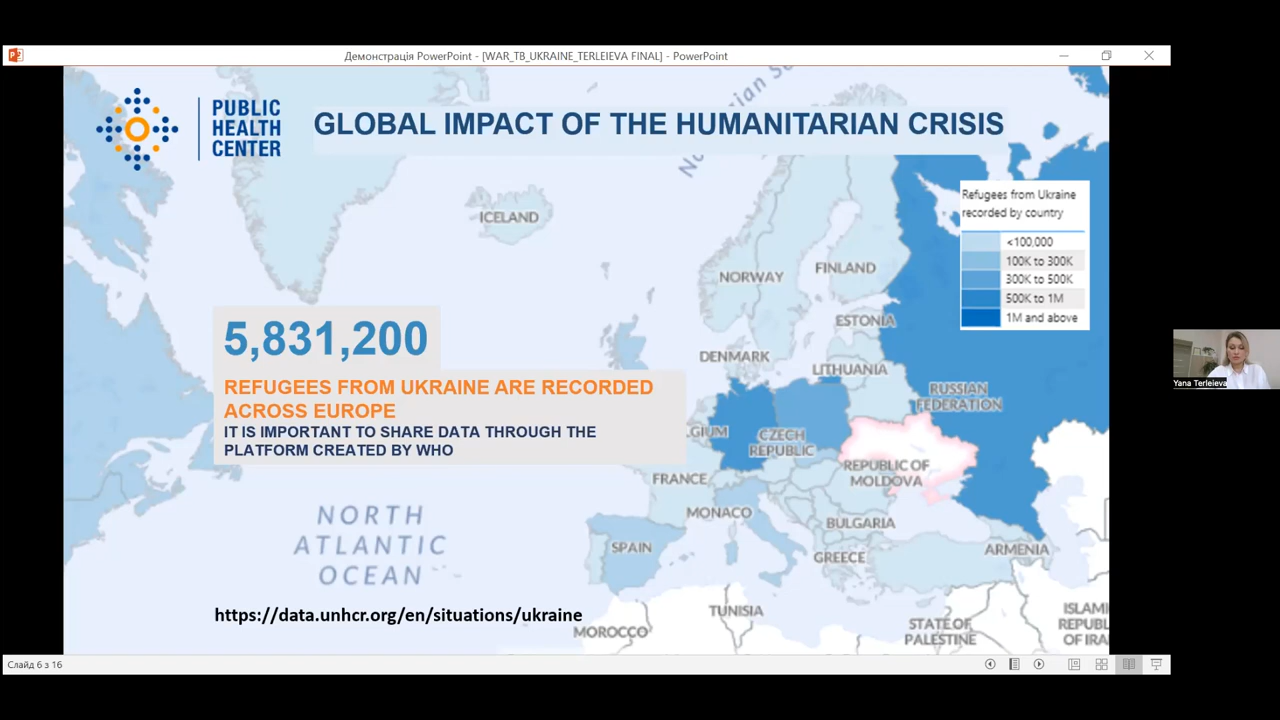 Демонстрація PowerPoint - [WAR_TB_UKRAINE_TERLEIEVA FINAL] - PowerPoint
PUBLIC
HEALTH
CENTER
GLOBAL IMPACT OF THE HUMANITARIAN CRISIS
Refugees from Ukraine
recorded by country
<100,000
100K to 300K
300K to 500K
500K to 1M
1M and above
ICELAND
NORWAY
FINLAND
ESTONIA
DENMARK
LITHUANIA
RUSSIAN
FEDERATION
5,831,200
REFUGEES FROM UKRAINE ARE RECORDED
ACROSS EUROPE
IT IS IMPORTANT TO SHARE DATA THROUGH THE
PLATFORM CREATED BY WHO
CZECH
REPUBLIC
REPUBLIC OF
MOLDOVA
FRANCE
MONACO
BULGARIA
SPAIN
GREECE
ARMENIA
NORTH
ATLANTIC
OCEAN
https://data.unhcr.org/en/situations/ukraine
TUNISIA
MOROCCO
STATE OF
PALESTINE
Yana Terleieva
Слайд 6 з 16